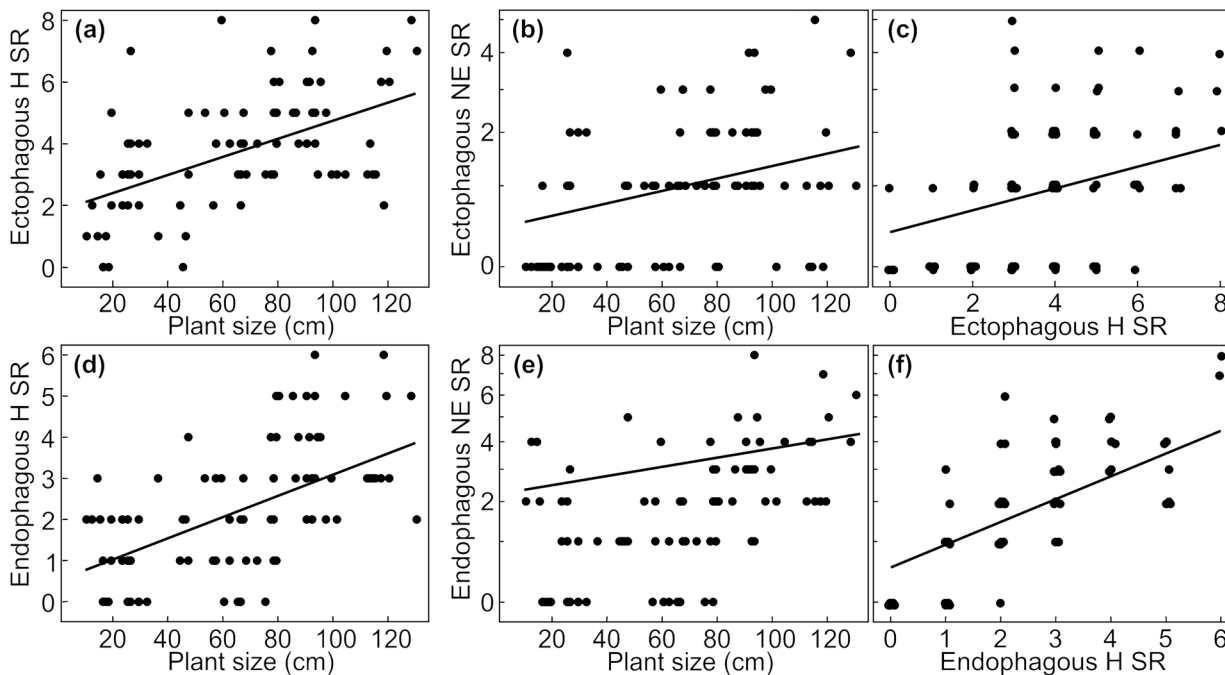 (a)
Ectophagous H SR
8
6
4
2
0
20 40 60 80 100 120
Plant size (cm)
(b)
Ectophagous NE SR
4
2
1
0
20 40 60 80 100 120
Plant size (cm)
(c)
0 2 4 6 8
Ectophagous H SR
(d)
Endophagous H SR
6
5
4
3
2
1
0
20 40 60 80 100 120
Plant size (cm)
(e)
Endophagous NE SR
8
6
4
2
1
0
20 40 60 80 100 120
Plant size (cm)
(f)
0 1 2 3 4 5 6
Endophagous H SR